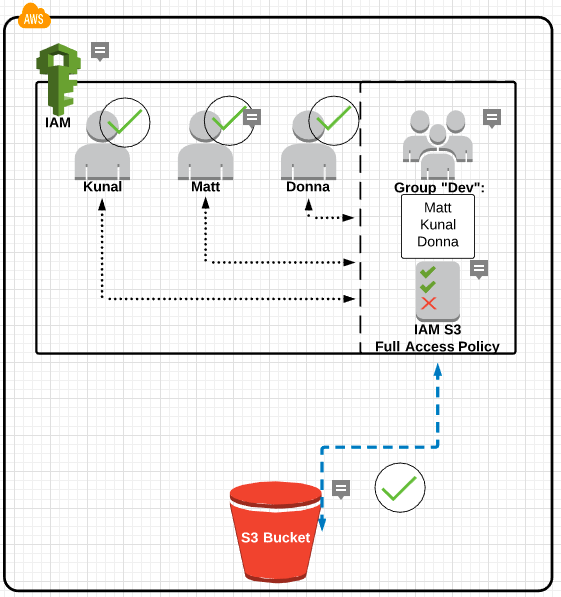 AWS
IAM
Kunal
Matt
Donna
Group "Dev":
Matt
Kunal
Donna
IAM S3
Full Access Policy
S3 Bucket